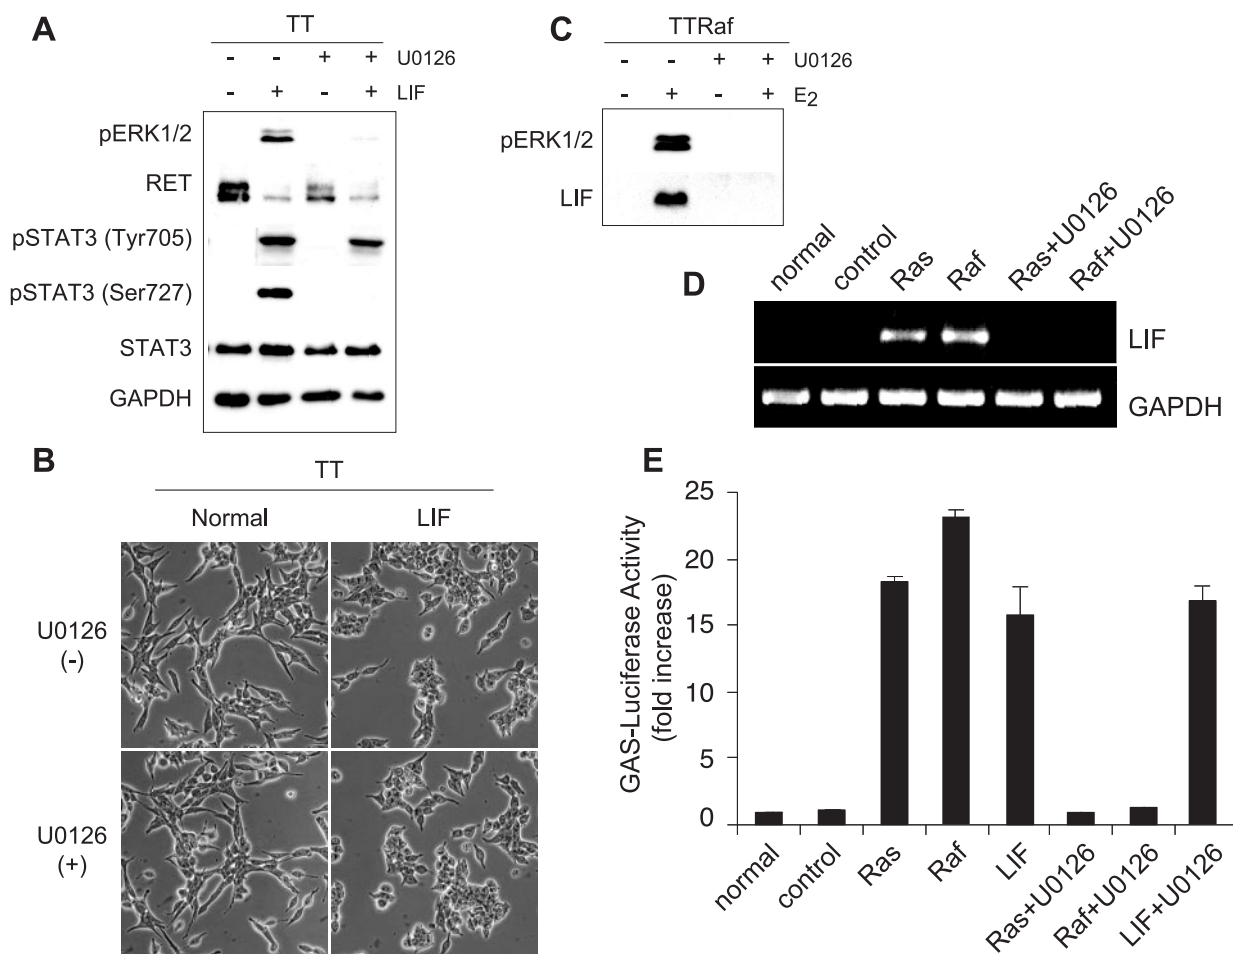 A
TT
- - + + U0126
- + - + LIF
pERK1/2
RET
pSTAT3 (Tyr705)
pSTAT3 (Ser727)
STAT3
GAPDH
C
TTRaf
- - + + U0126
- + - + E2
pERK1/2
LIF
D
normal control Ras Raf Ras+U0126 Raf+U0126
LIF
GAPDH
B
TT
Normal LIF
U0126
(-)
U0126
(+)
E
GAS-Luciferase Activity
(fold increase)
25
20
15
10
5
0
normal control Ras Raf LIF Ras+U0126 Raf+U0126 LIF+U0126